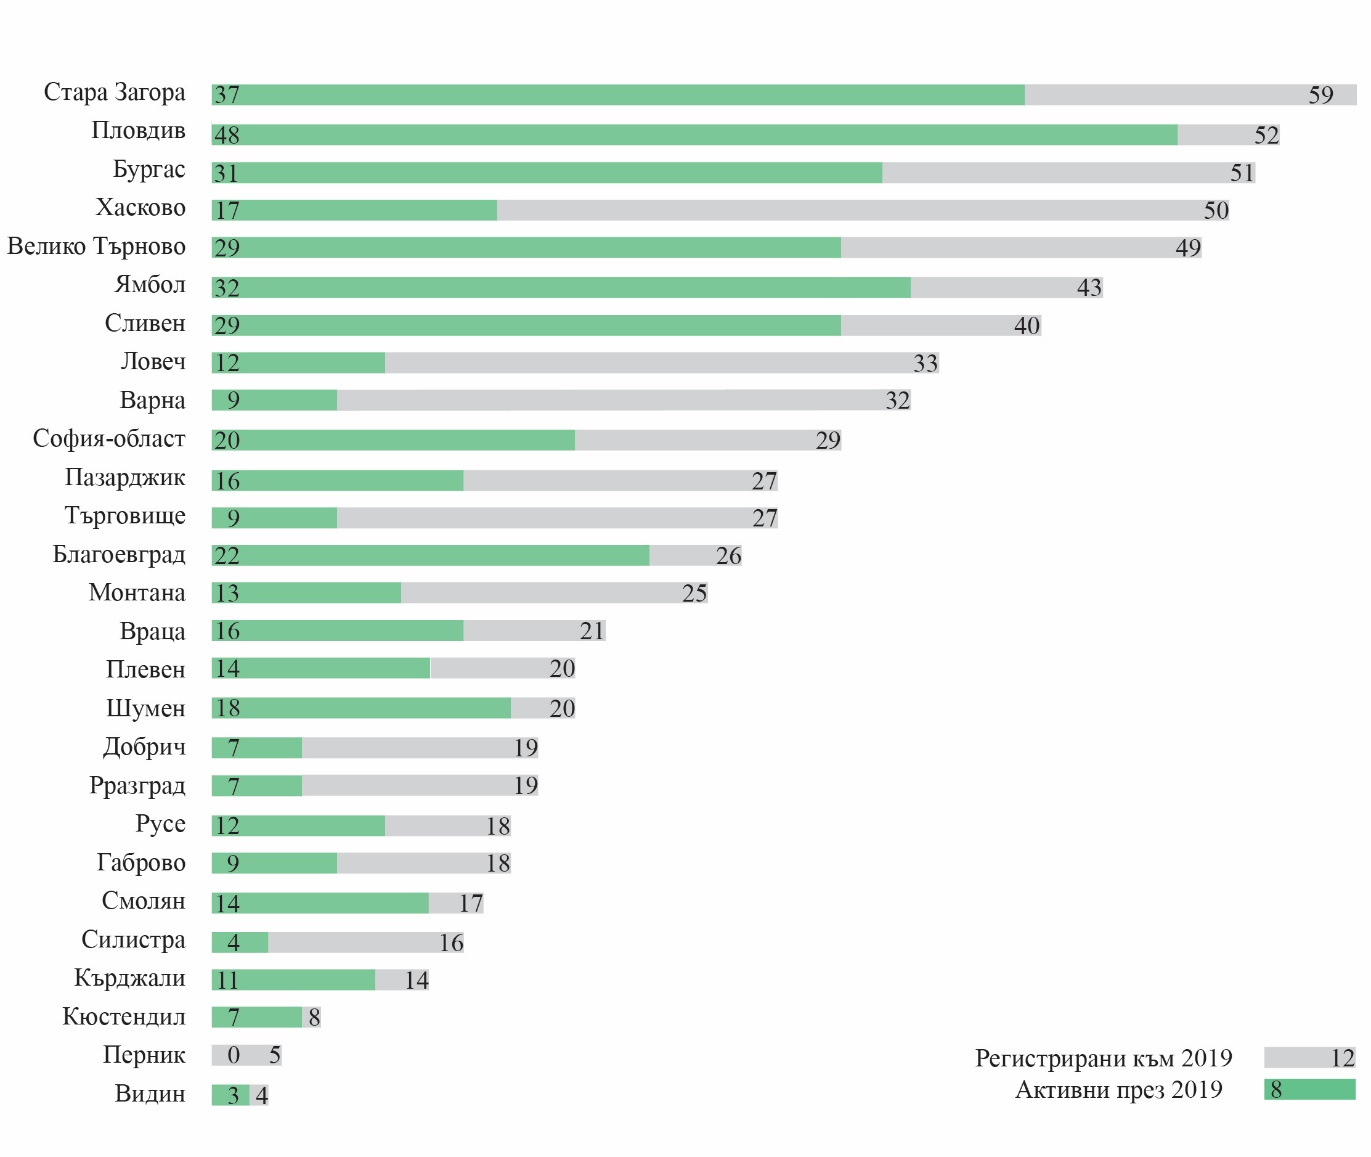 Стара Загора 37 59
Пловдив 48 52
Бургас 31 51
Хасково 17 50
Велико Търново 29 49
Ямбол 32 43
Сливен 29 40
Ловеч 12 33
Варна 9 32
София-област 20 29
Пазарджик 16 27
Търговище 9 27
Благоевград 22 26
Монтана 13 25
Враца 16 21
Плевен 14 20
Шумен 18 20
Добрич 7 19
Рразград 7 19
Русе 12 18
Габрово 9 18
Смолян 14 17
Силистра 4 16
Кърджали 11 14
Кюстендил 7 8
Перник 0 5
Видин 3 4
Регистрирани към 2019 12
Активни през 2019 8